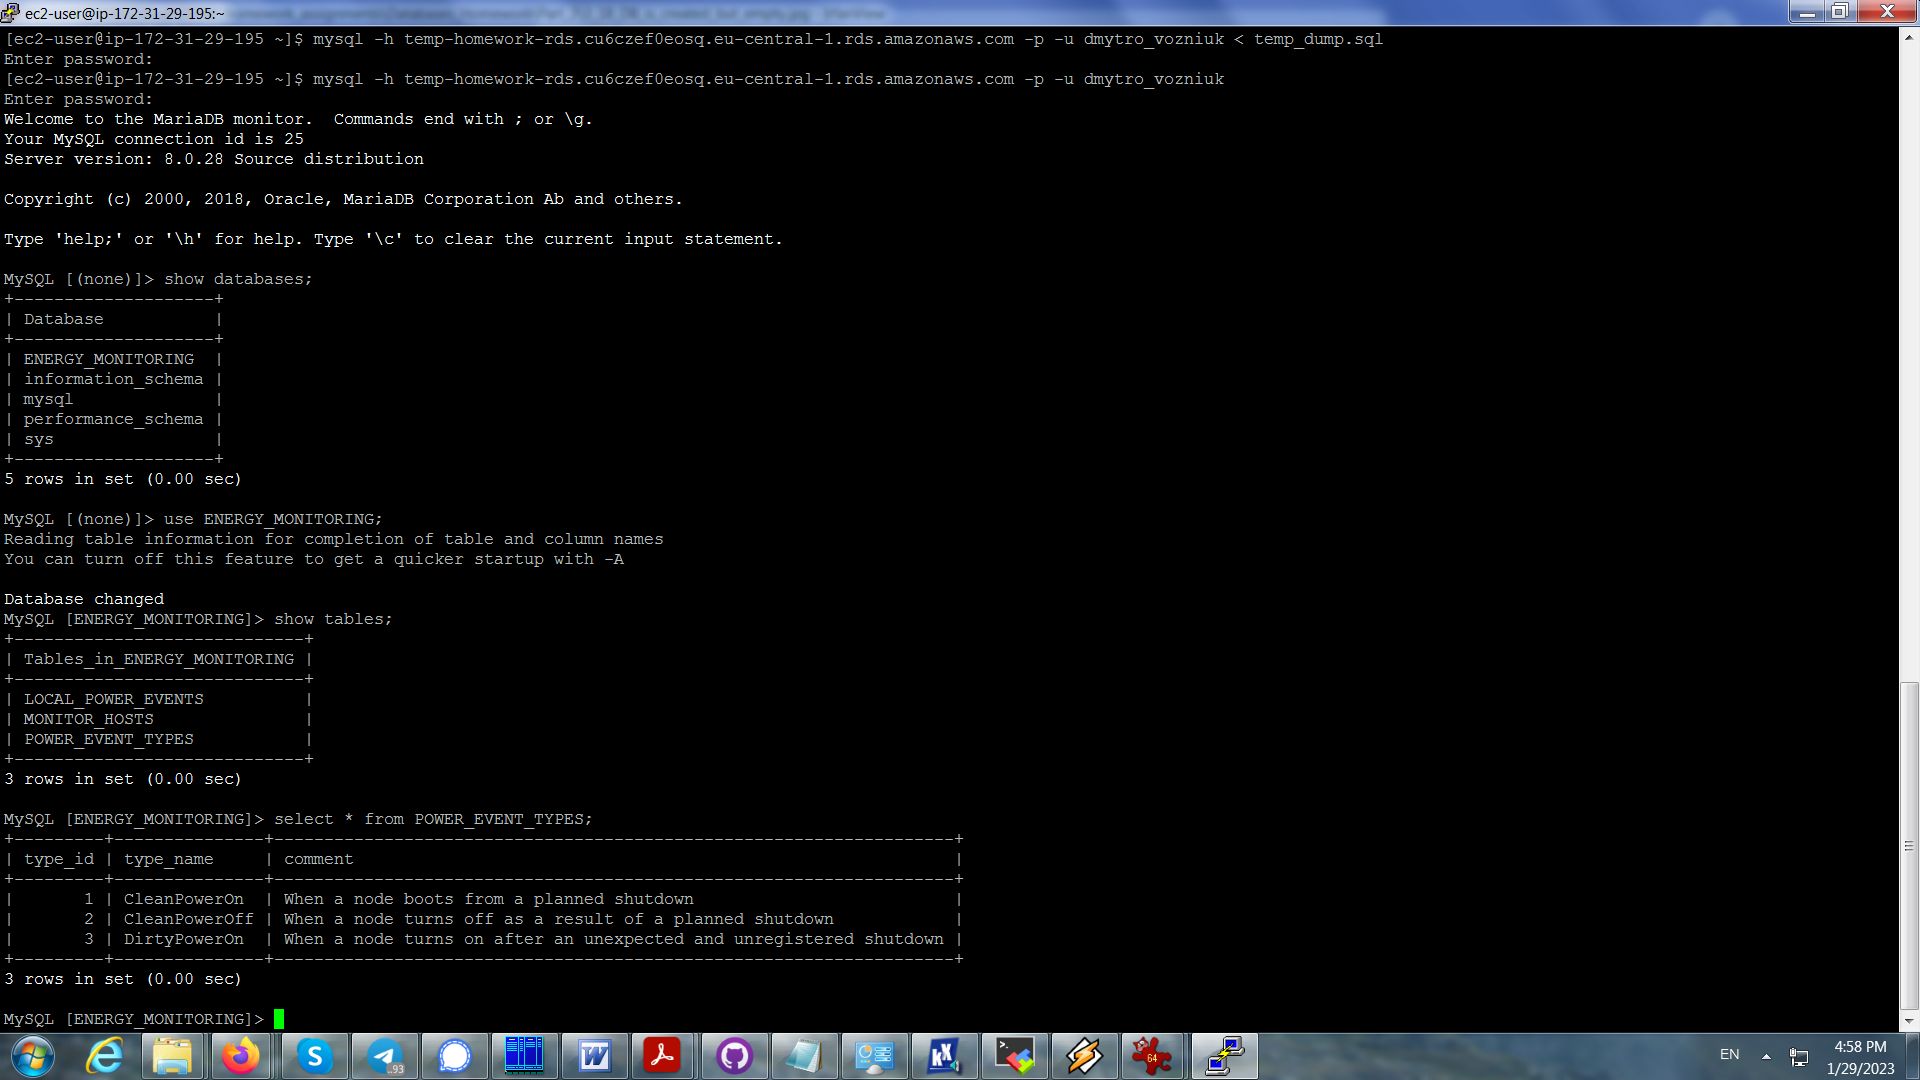 ec2-user@ip-172-31-29-195:~
[ec2-user@ip-172-31-29-195 ~]$ mysql -h temp-homework-rds.cu6czef0eosq.eu-central-1.rds.amazonaws.com -p -u dmytro_vozniuk < temp_dump.sql
Enter password:
[ec2-user@ip-172-31-29-195 ~]$ mysql -h temp-homework-rds.cu6czef0eosq.eu-central-1.rds.amazonaws.com -p -u dmytro_vozniuk
Enter password:
Welcome to the MariaDB monitor.  Commands end with ; or \g.
Your MySQL connection id is 25
Server version: 8.0.28 Source distribution

Copyright (c) 2000, 2018, Oracle, MariaDB Corporation Ab and others.

Type 'help;' or '\h' for help. Type '\c' to clear the current input statement.

MySQL [(none)]> show databases;
+--------------------+
| Database           |
+--------------------+
| ENERGY_MONITORING  |
| information_schema |
| mysql              |
| performance_schema |
| sys                |
+--------------------+
5 rows in set (0.00 sec)

MySQL [(none)]> use ENERGY_MONITORING;
Reading table information for completion of table and column names
You can turn off this feature to get a quicker startup with -A

Database changed
MySQL [ENERGY_MONITORING]> show tables;
+-----------------------------+
| Tables_in_ENERGY_MONITORING |
+-----------------------------+
| LOCAL_POWER_EVENTS          |
| MONITOR_HOSTS               |
| POWER_EVENT_TYPES           |
+-----------------------------+
3 rows in set (0.00 sec)

MySQL [ENERGY_MONITORING]> select * from POWER_EVENT_TYPES;
+---------+---------------+--------------------------------------------------------------------+
| type_id | type_name     | comment                                                            |
+---------+---------------+--------------------------------------------------------------------+
|       1 | CleanPowerOn  | When a node boots from a planned shutdown                          |
|       2 | CleanPowerOff | When a node turns off as a result of a planned shutdown            |
|       3 | DirtyPowerOn  | When a node turns on after an unexpected and unregistered shutdown |
+---------+---------------+--------------------------------------------------------------------+
3 rows in set (0.00 sec)

MySQL [ENERGY_MONITORING]>
..93
64
EN
4:58 PM
1/29/2023